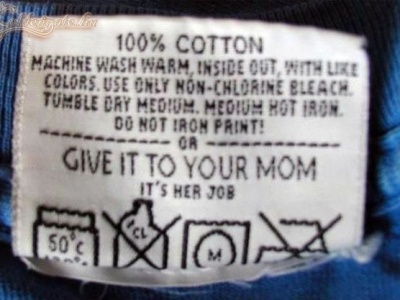 100% COTTON
MACHINE WASH WARM, INSIDE OUT, WITH LIKE
COLORS. USE ONLY NON-CHLORINE BLEACH.
TUMBLE DRY MEDIUM. MEDIUM HOT IRON.
DO NOT IRON PRINT!
OR
GIVE IT TO YOUR MOM
IT'S HER JOB
50°C
CL
M